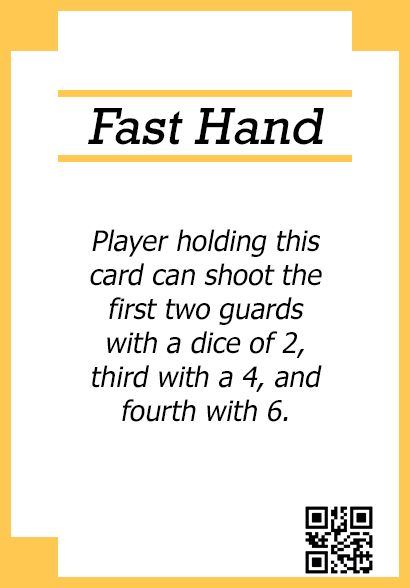 Fast Hand
Player holding this
card can shoot the
first two guards
with a dice of 2,
third with a 4, and
fourth with 6.